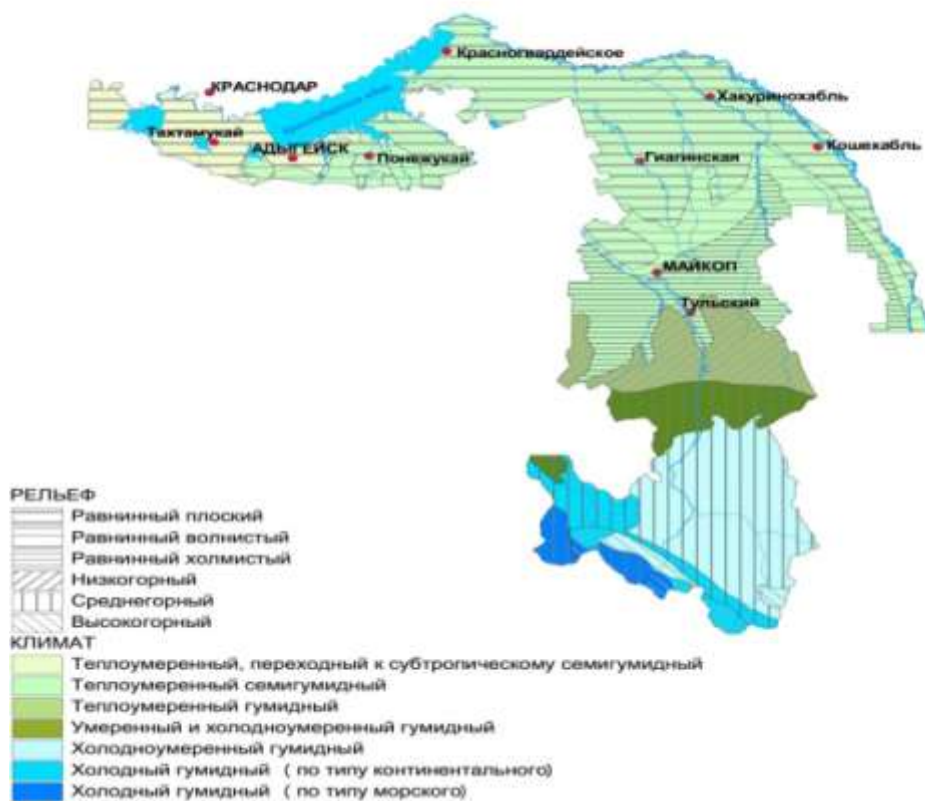 Красногвардейское
КРАСНОДАР
Хакуринохабль
Тахтамукай
АДЫГЕЙСК
Понежукай
Гиагинская
Кошехабль
МАЙКОП
Тульский
РЕЛЬЕФ
Равнинный плоский
Равнинный волнистый
Равнинный холмистый
Низкогорный
Среднегорный
Высокогорный
КЛИМАТ
Теплоумеренный, переходный к субтропическому семигумидный
Теплоумеренный семигумидный
Теплоумеренный гумидный
Умеренный и холодноумеренный гумидный
Холодноумеренный гумидный
Холодный гумидный ( по типу континентального)
Холодный гумидный ( по типу морского)